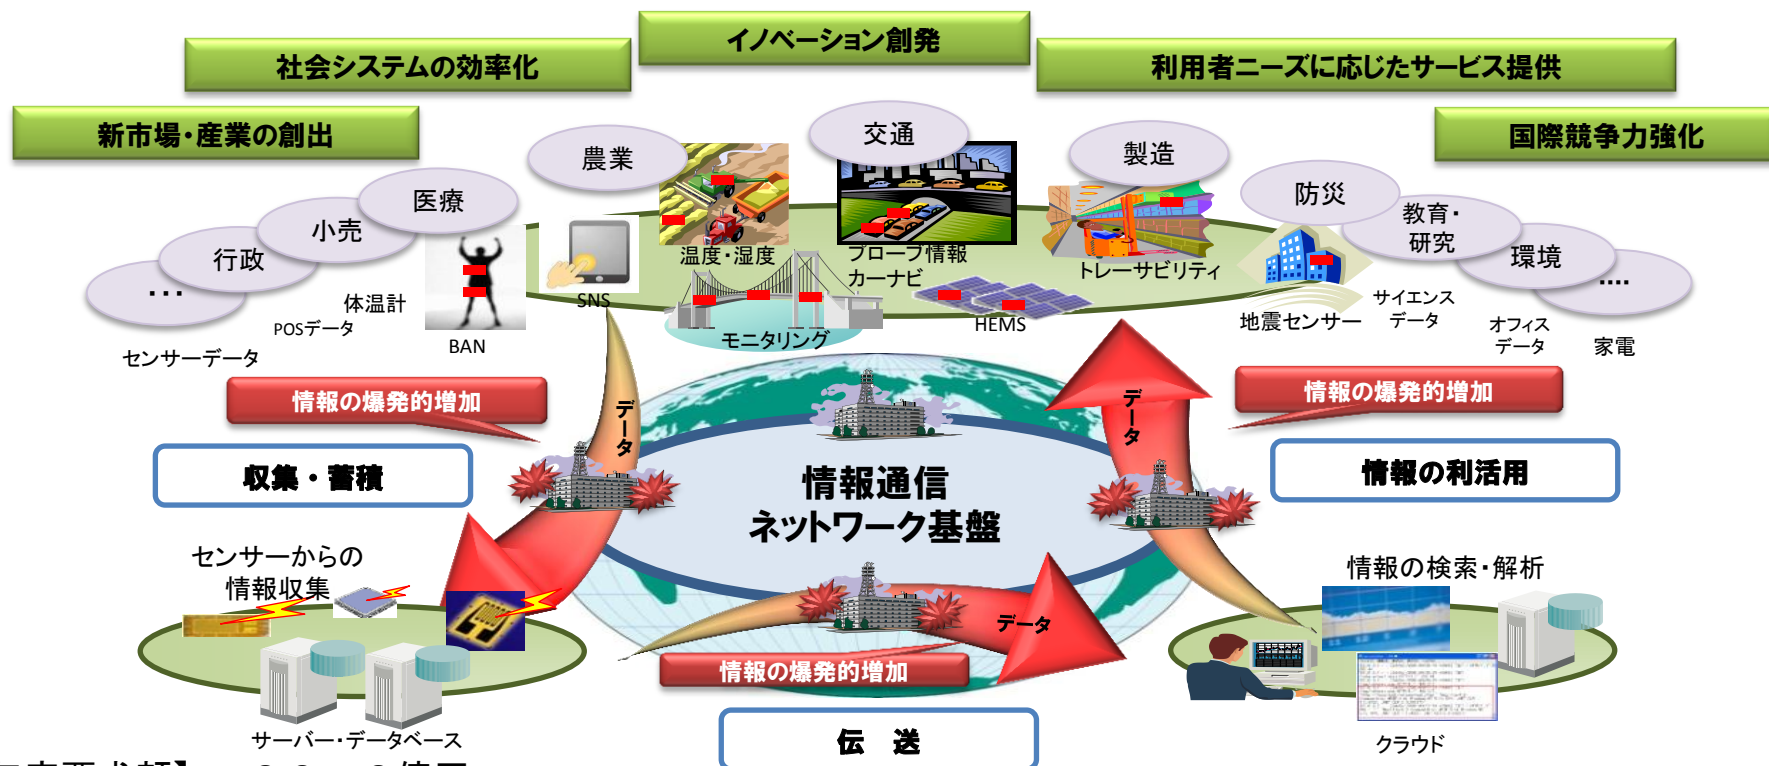 イノベーション創発
社会システムの効率化
利用者ニーズに応じたサービス提供
新市場・産業の創出
国際競争力強化
交通
農業
製造
医療
防災
小売
教育・
研究
行政
環境
・・・
....
温度・湿度
プローブ情報
カーナビ
トレーサビリティ
SNS
体温計
POSデータ
BAN
センサーデータ
モニタリング
HEMS
地震センサー
サイエンス
データ
オフィス
データ
家電
情報の爆発的増加
情報の爆発的増加
データ
データ
収集・蓄積
情報通信
ネットワーク基盤
情報の利活用
センサーからの
情報収集
情報の検索・解析
データ
情報の爆発的増加
サーバー・データベース
伝　送
クラウド